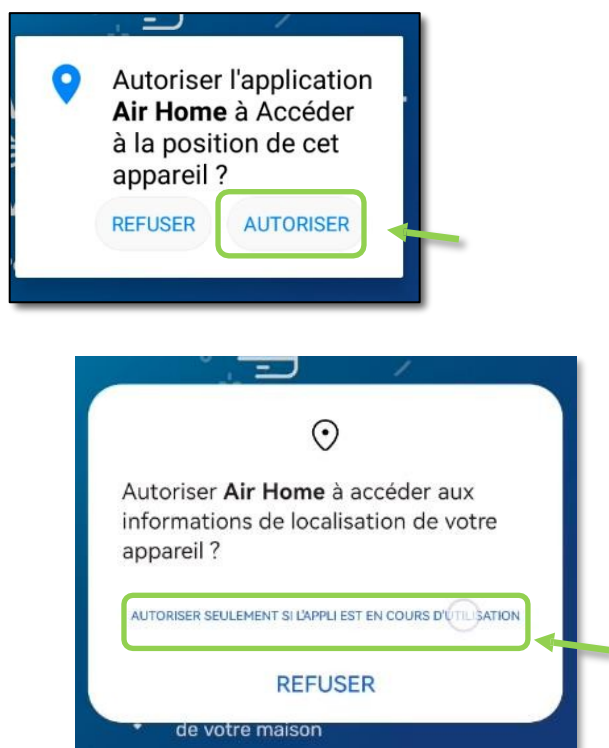 Autoriser l'application
Air Home à Accéder
à la position de cet
appareil ?
REFUSER AUTORISER
Autoriser Air Home à accéder aux
informations de localisation de votre
appareil ?
AUTORISER SEULEMENT SI L'APPLI EST EN COURS D'UTILISATION
REFUSER
de votre maison